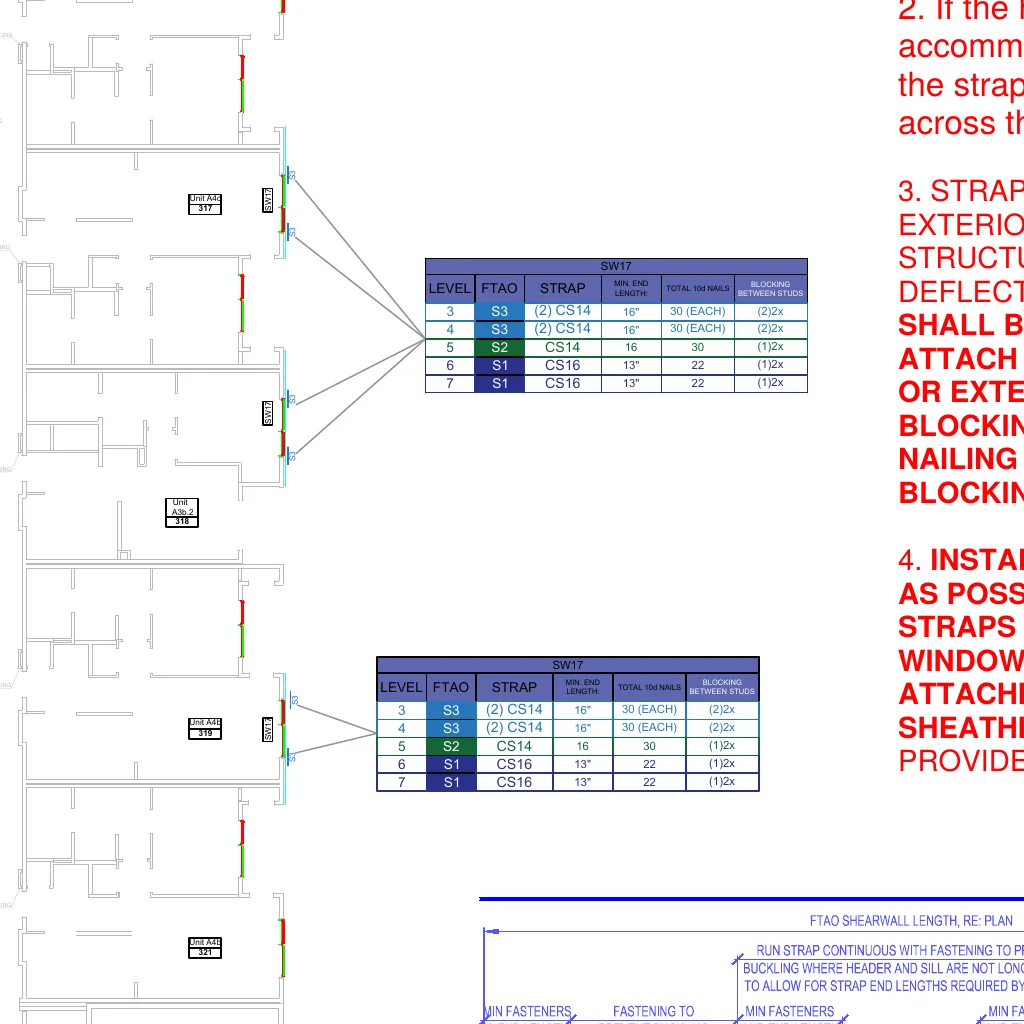 2. If the
accomm
the strap
across th
3. STRAP
EXTERIO
STRUCTU
DEFLECT
SHALL B
ATTACH
OR EXTE
BLOCKIN
NAILING
BLOCKIN
4. INSTAL
AS POSS
STRAPS
WINDOW
ATTACHE
SHEATHI
PROVIDE
S3
Unit A4c
317
SW17
S3
SW17
LEVEL FTAO STRAP MIN. END LENGTH: TOTAL 10d NAILS BLOCKING BETWEEN STUDS
3 S3 (2) CS14 16" 30 (EACH) (2)2x
4 S3 (2) CS14 16" 30 (EACH) (2)2x
5 S2 CS14 16 30 (1)2x
6 S1 CS16 13" 22 (1)2x
7 S1 CS16 13" 22 (1)2x
S3
SW17
S3
Unit
A3b.2
318
SW17
LEVEL FTAO STRAP MIN. END LENGTH: TOTAL 10d NAILS BLOCKING BETWEEN STUDS
3 S3 (2) CS14 16" 30 (EACH) (2)2x
4 S3 (2) CS14 16" 30 (EACH) (2)2x
5 S2 CS14 16 30 (1)2x
6 S1 CS16 13" 22 (1)2x
7 S1 CS16 13" 22 (1)2x
S3
Unit A4b
319
SW17
S3
Unit A4b
321
FTAO SHEARWALL LENGTH, RE: PLAN
RUN STRAP CONTINUOUS WITH FASTENING TO PR
BUCKLING WHERE HEADER AND SILL ARE NOT LONG
TO ALLOW FOR STRAP END LENGTHS REQUIRED BY
MIN FASTENERS FASTENING TO MIN FASTENERS MIN FA